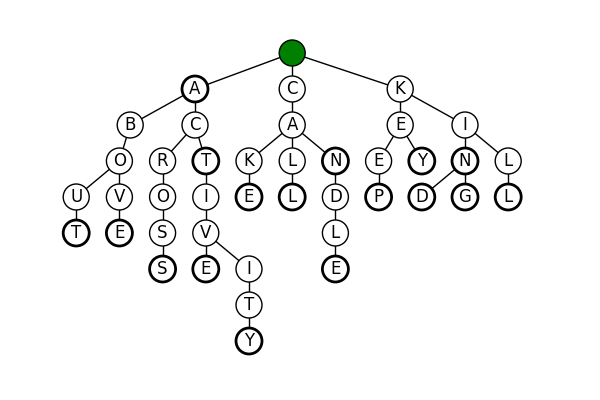 A C K
B C A E I
O R T K L N E Y N L
U V O I E L D P D G L
T E S V L
S E I E
T
Y